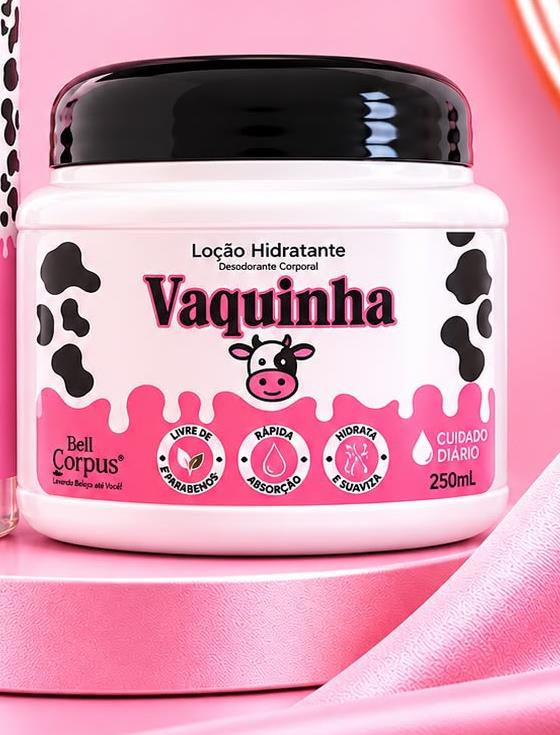 Loção Hidratante
Desodorante Corporal
Vaquinha
Bell
Corpus®
Levando Beleza até Você!
LIVRE DE
PARABENOS
RÁPIDA
ABSORÇÃO
HIDRATA
E SUAVIZA
CUIDADO
DIÁRIO
250mL